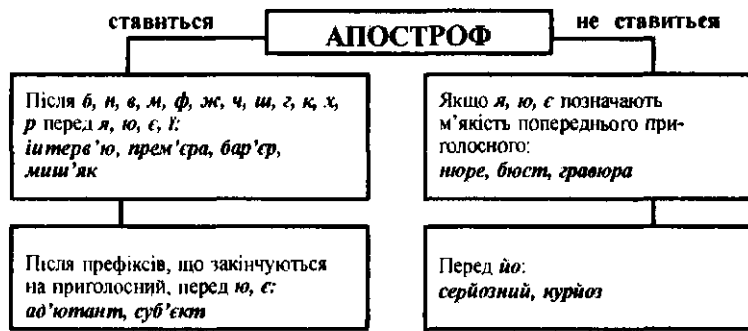 ставиться
АПОСТРОФ
не ставиться
Після б, н, в, м, ф, ж, ч, ш, г, к, х,
р перед я, ю, є, ї:
інтерв'ю, прем'єра, бар'єр,
миш'як
Після префіксів, що закінчуються
на приголосний, перед ю, є:
ад'ютант, суб'єкт
Якщо я, ю, є позначають
м'якість попереднього при-
голосного:
нюре, бюст, гравюра
Перед йо:
серйозний, курйоз